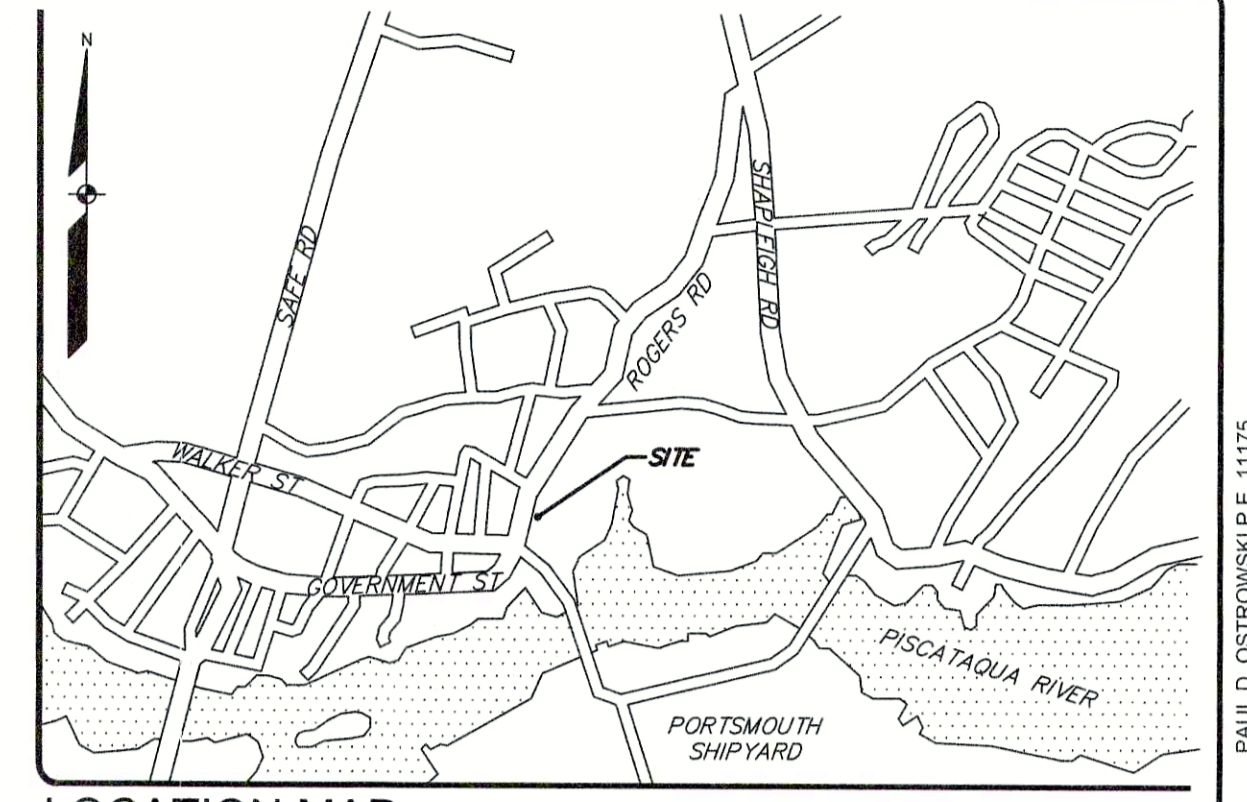 N
SAFE RD
SHAPLEIGH RD
ROGERS RD
WALKER ST
SITE
GOVERNMENT ST
PISCATAQUA RIVER
PORTSMOUTH
SHIPYARD
LOCATION MAP
PAUL D. OSTROWSKI P.E. 11175